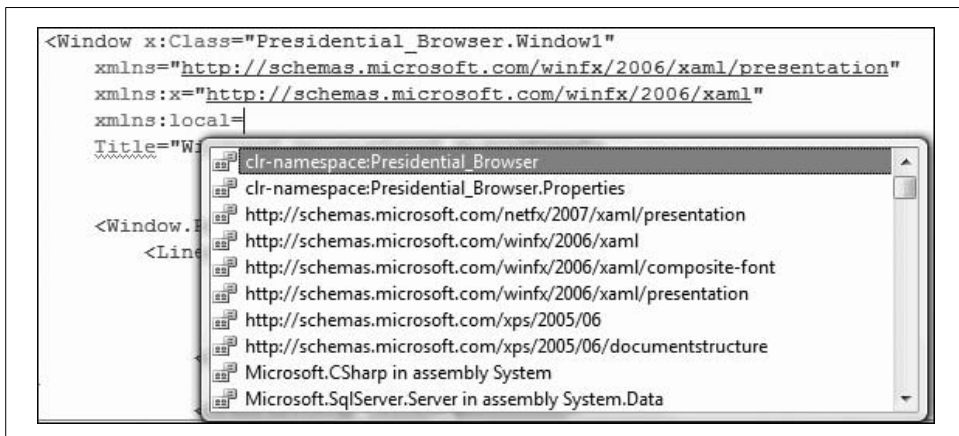 <Window x:Class="Presidential_Browser.Window1"
xmlns="http://schemas.microsoft.com/winfx/2006/xaml/presentation"
xmlns:x="http://schemas.microsoft.com/winfx/2006/xaml"
xmlns:local=
Title="Wi
clr-namespace:Presidential_Browser
clr-namespace:Presidential_Browser.Properties
http://schemas.microsoft.com/netfx/2007/xaml/presentation
<Window.
http://schemas.microsoft.com/winfx/2006/xaml
<Line
http://schemas.microsoft.com/winfx/2006/xaml/composite-font
http://schemas.microsoft.com/winfx/2006/xaml/presentation
http://schemas.microsoft.com/xps/2005/06
http://schemas.microsoft.com/xps/2005/06/documentstructure
<
Microsoft.CSharp in assembly System
Microsoft.SqlServer.Server in assembly System.Data
<